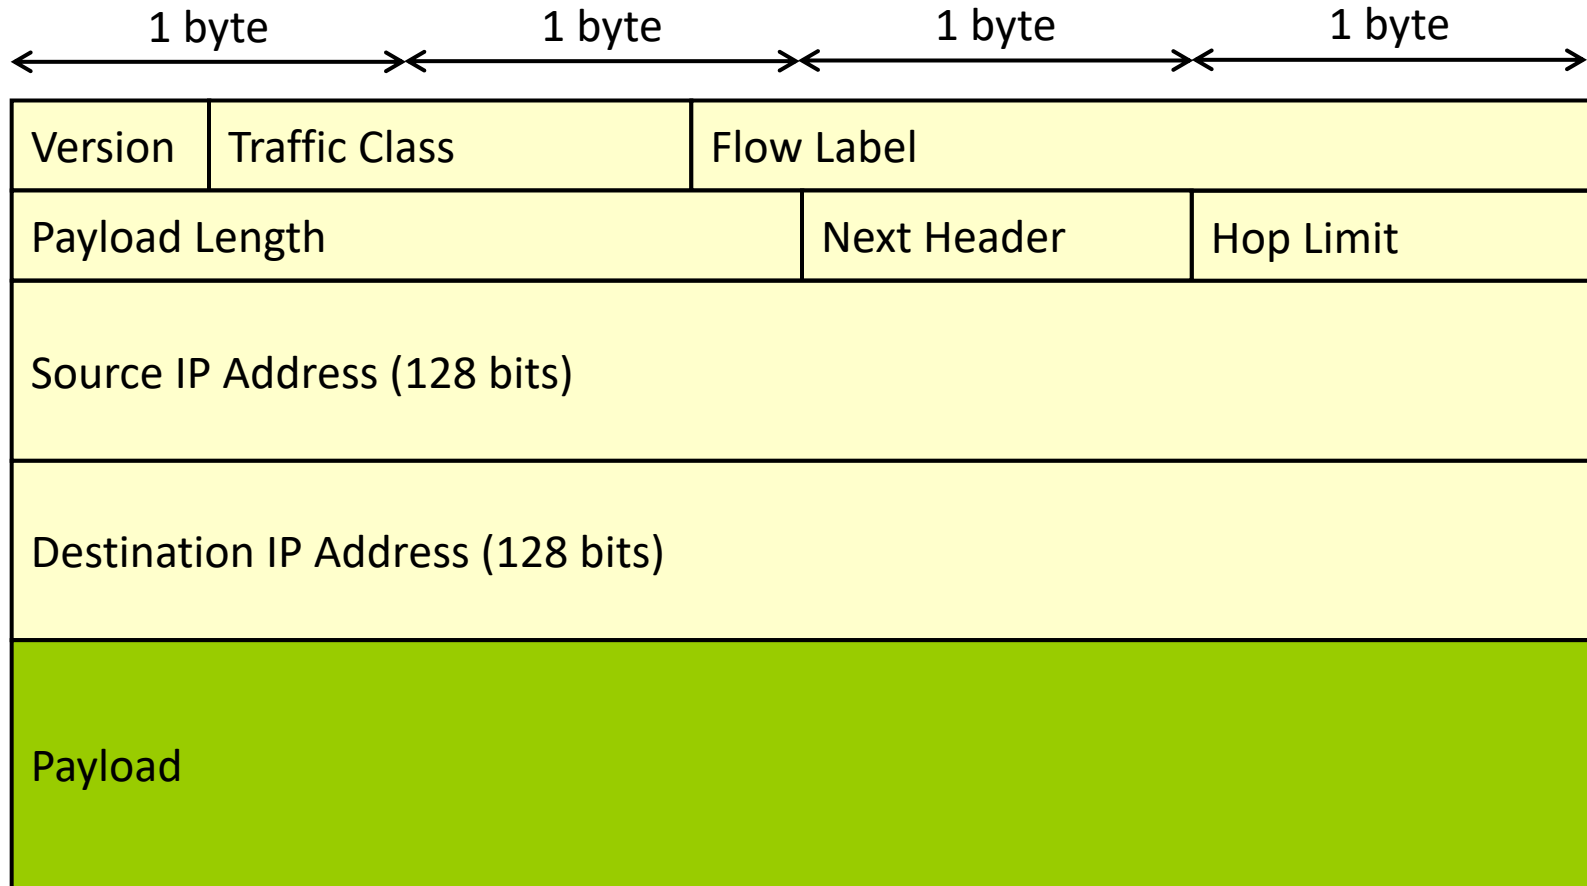 1 byte 1 byte 1 byte 1 byte
Version Traffic Class Flow Label
Payload Length Next Header Hop Limit
Source IP Address (128 bits)
Destination IP Address (128 bits)
Payload